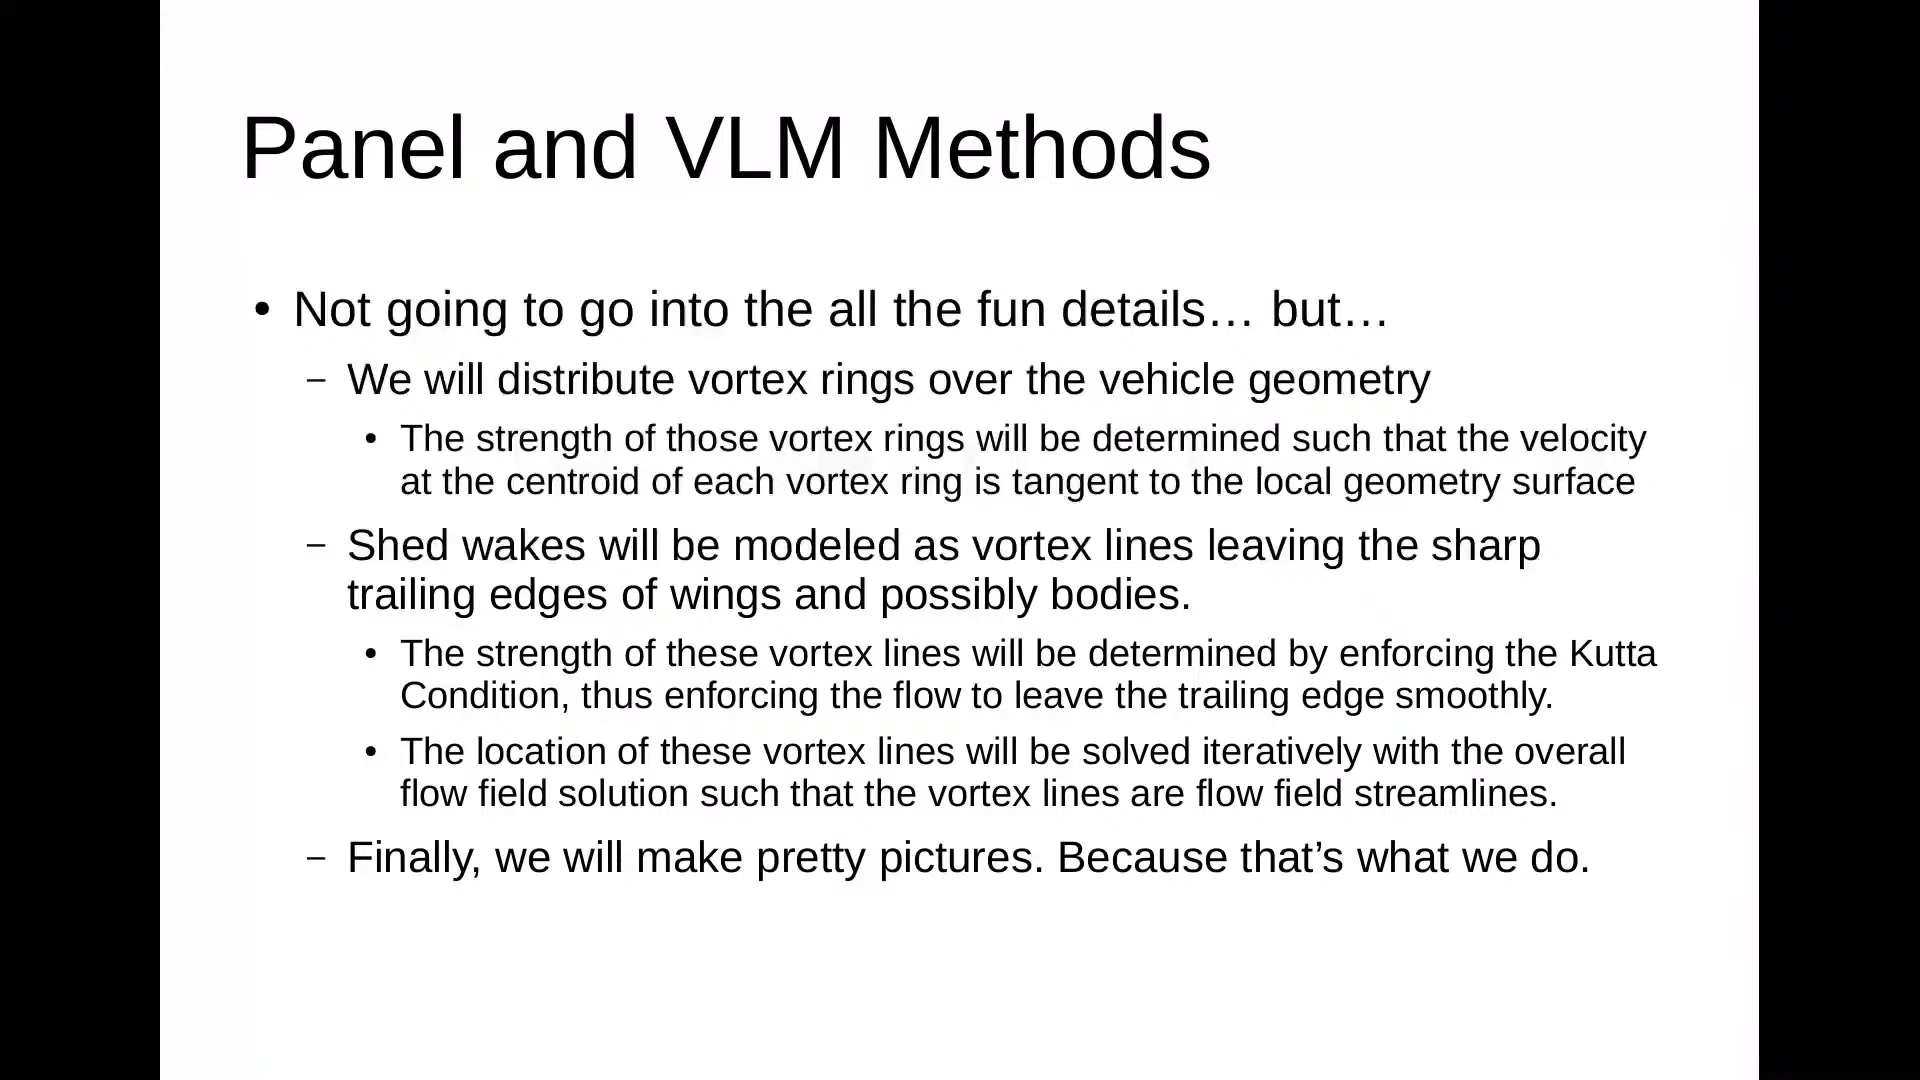 Panel and VLM Methods
• Not going to go into the all the fun details… but…
– We will distribute vortex rings over the vehicle geometry
• The strength of those vortex rings will be determined such that the velocity
at the centroid of each vortex ring is tangent to the local geometry surface
– Shed wakes will be modeled as vortex lines leaving the sharp
trailing edges of wings and possibly bodies.
• The strength of these vortex lines will be determined by enforcing the Kutta
Condition, thus enforcing the flow to leave the trailing edge smoothly.
• The location of these vortex lines will be solved iteratively with the overall
flow field solution such that the vortex lines are flow field streamlines.
– Finally, we will make pretty pictures. Because that’s what we do.